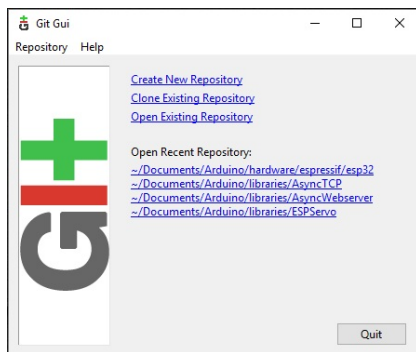 Git Gui
Repository Help
Create New Repository
Clone Existing Repository
Open Existing Repository
Open Recent Repository:
~/Documents/Arduino/hardware/espressif/esp32
~/Documents/Arduino/libraries/AsyncTCP
~/Documents/Arduino/libraries/AsyncWebserver
~/Documents/Arduino/libraries/ESPServo
GIt
Quit